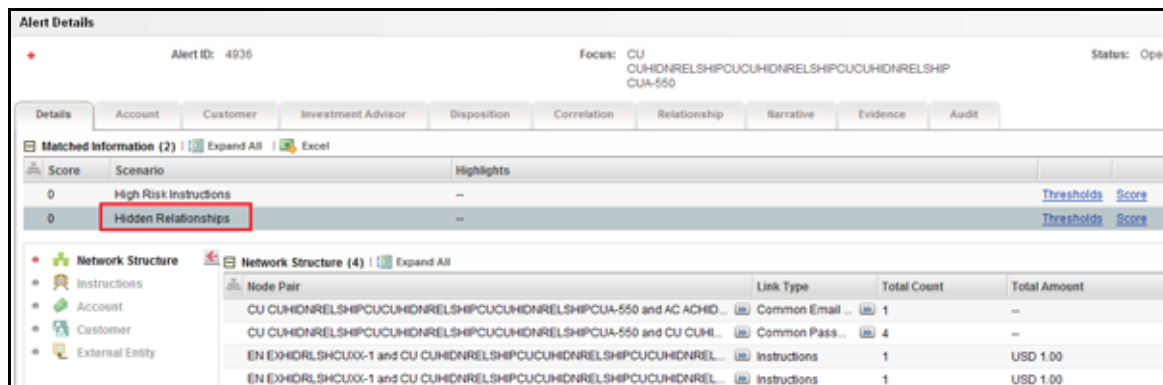 Alert Details
Alert ID: 4936 Focus: CU Status: Ope
CUHIDNRELSHIPCUCUHIDNRELSHIPCUCUHIDNRELSHIP
CUA-550
Details Account Customer Investment Advisor Disposition Correlation Relationship Narrative Evidence Audit
Matched Information (2) | Expand All | Excel
Score Scenario Highlights
0 High Risk Instructions -- Thresholds Score
0 Hidden Relationships -- Thresholds Score
Network Structure Network Structure (4) | Expand All
Instructions Node Pair Link Type Total Count Total Amount
Account CU CUHIDNRELSHIPCUCUHIDNRELSHIPCUCUHIDNRELSHIPCUA-550 and AC ACHID... Common Email ... 1 --
Customer CU CUHIDNRELSHIPCUCUHIDNRELSHIPCUCUHIDNRELSHIPCUA-550 and CU CUHI... Common Pass... 4 --
External Entity EN EXHIDRLSHCUXX-1 and CU CUHIDNRELSHIPCUCUHIDNRELSHIPCUCUHIDNREL... Instructions 1 USD 1.00
EN EXHIDRLSHCUXX-1 and CU CUHIDNRELSHIPCUCUHIDNRELSHIPCUCUHIDNREL... Instructions 1 USD 1.00